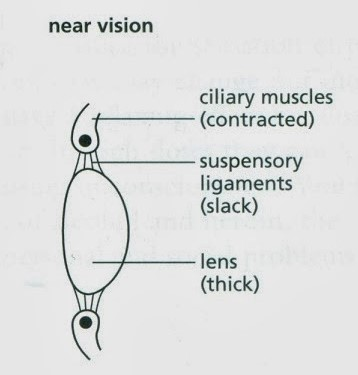 near vision
ciliary muscles
(contracted)
suspensory
ligaments
(slack)
lens
(thick)